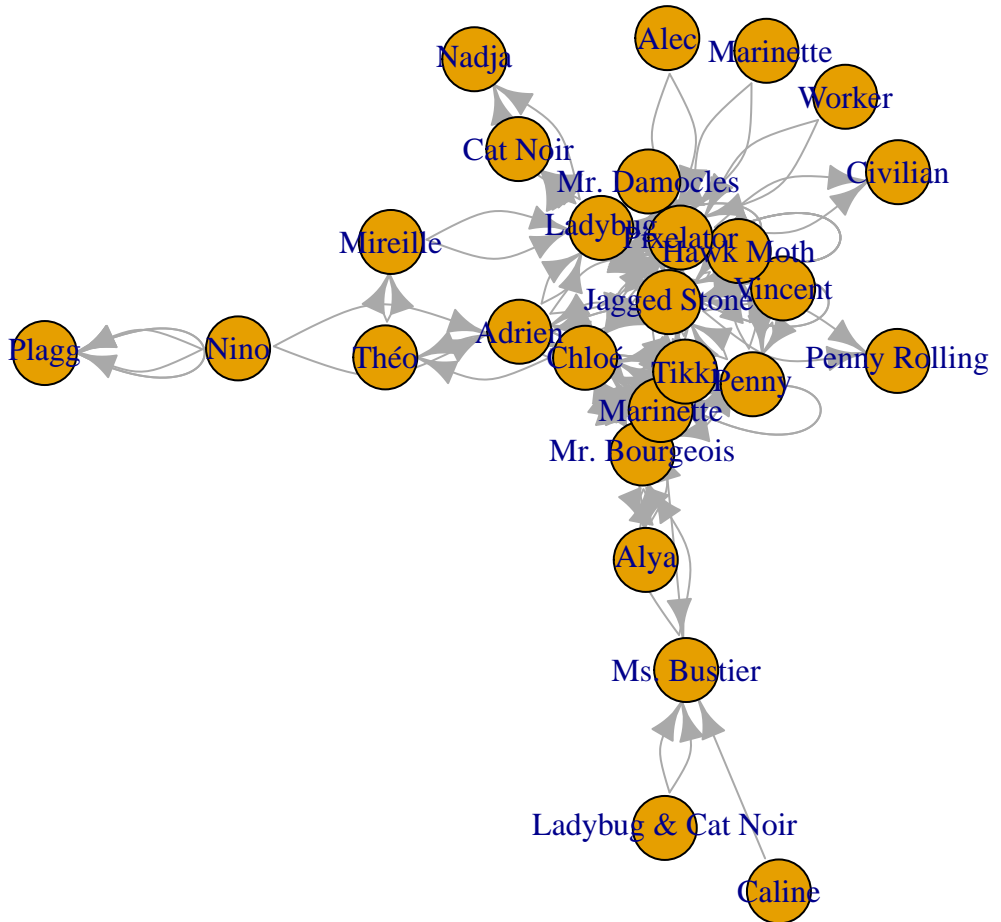 Alec
Marinette
Nadja
Worker
Cat Noir
Civilian
Mr. Damocles
Ladybug
Pixelator
Mireille
Hawk Moth
Vincent
Jagged Stone
Adrien
Plagg
Nino
Théo
Chloé
Penny Rolling
Tikki
Penny
Marinette
Mr. Bourgeois
Alya
Ms. Bustier
Ladybug & Cat Noir
Caline